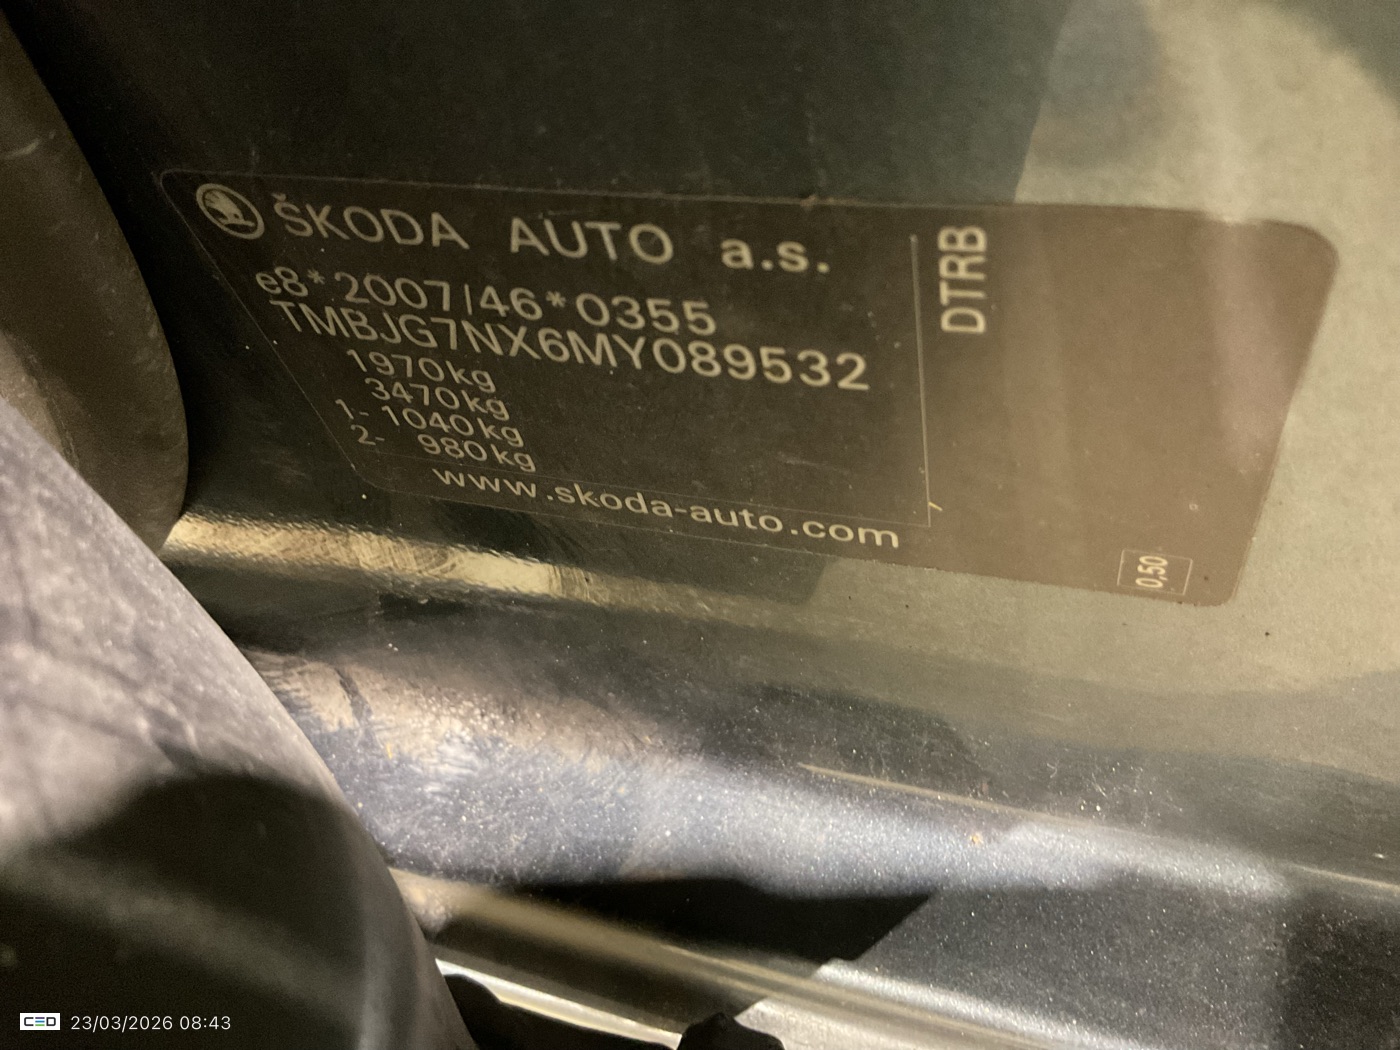 ŠKODA AUTO a.s.
e8*2007/46*0355
TMBJG7NX6MY089532
1970kg
3470kg
1- 1040kg
2- 980kg
www.skoda-auto.com
DTRB
0,50
CED 23/03/2026 08:43